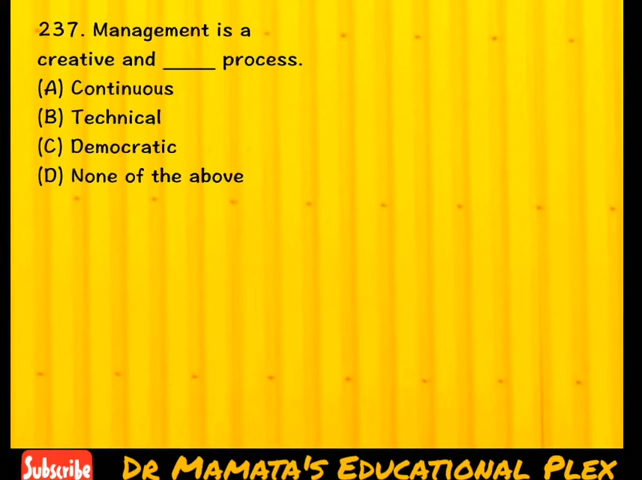 237. Management is a
creative and _____ process.
(A) Continuous
(B) Technical
(C) Democratic
(D) None of the above
Subscribe DR MAMATA'S EDUCATIONAL PLEX